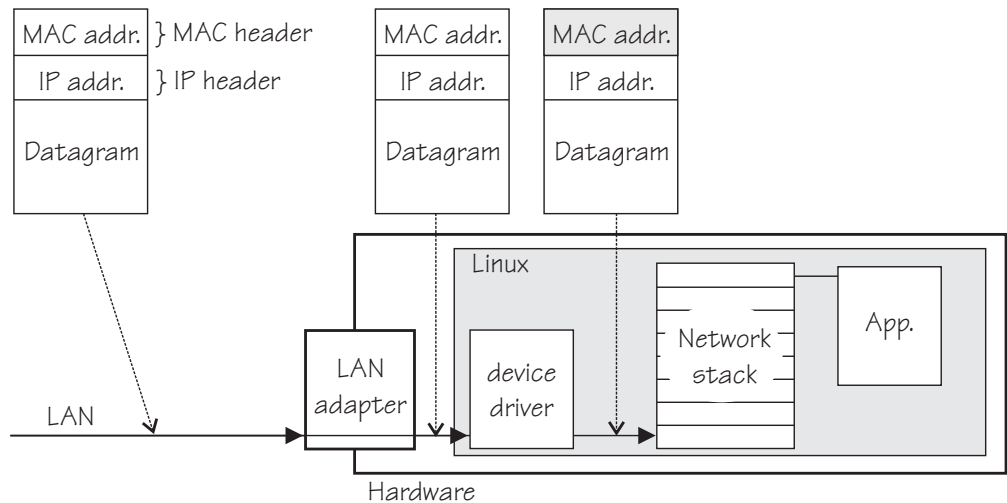 MAC addr.
} MAC header
IP addr.
} IP header
Datagram
MAC addr.
IP addr.
Datagram
MAC addr.
IP addr.
Datagram
Linux
LAN
LAN
adapter
device
driver
Network
stack
App.
Hardware